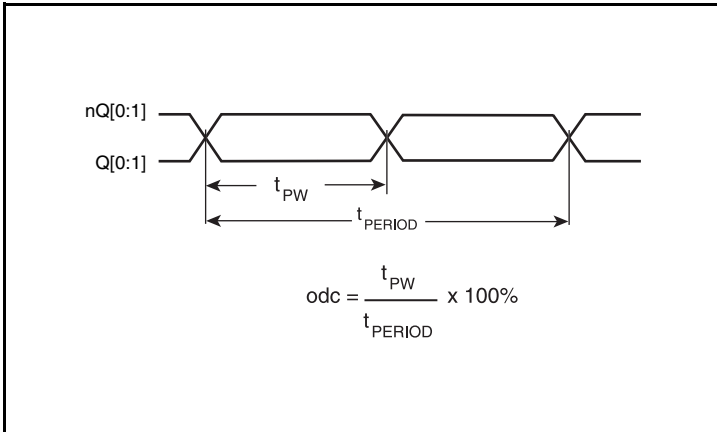 nQ[0:1]
Q[0:1]
tPW
tPERIOD
odc = tPW / tPERIOD x 100%